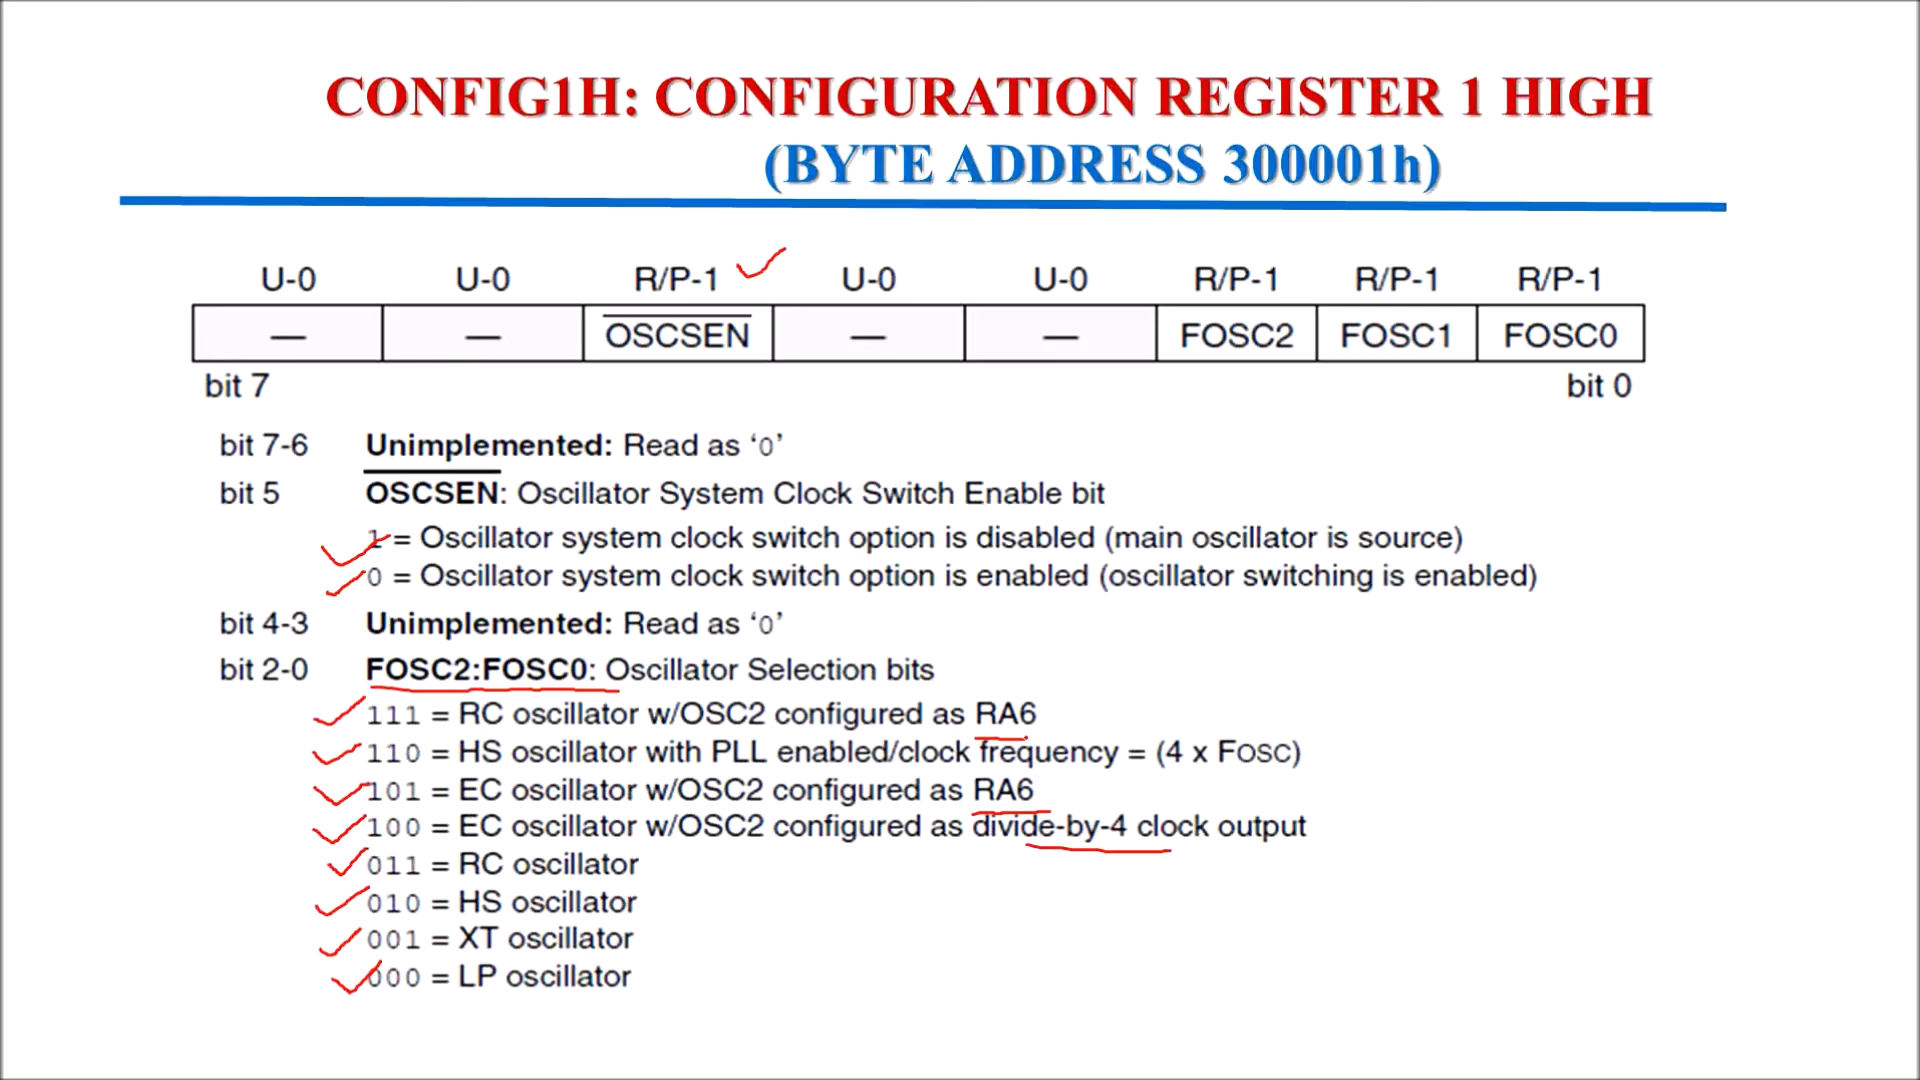 CONFIG1H: CONFIGURATION REGISTER 1 HIGH
(BYTE ADDRESS 300001h)
U-0 U-0 R/P-1 U-0 U-0 R/P-1 R/P-1 R/P-1
— — OSCSEN — — FOSC2 FOSC1 FOSC0
bit 7 bit 0
bit 7-6 Unimplemented: Read as ‘0’
bit 5 OSCSEN: Oscillator System Clock Switch Enable bit
1 = Oscillator system clock switch option is disabled (main oscillator is source)
0 = Oscillator system clock switch option is enabled (oscillator switching is enabled)
bit 4-3 Unimplemented: Read as ‘0’
bit 2-0 FOSC2:FOSC0: Oscillator Selection bits
111 = RC oscillator w/OSC2 configured as RA6
110 = HS oscillator with PLL enabled/clock frequency = (4 x FOSC)
101 = EC oscillator w/OSC2 configured as RA6
100 = EC oscillator w/OSC2 configured as divide-by-4 clock output
011 = RC oscillator
010 = HS oscillator
001 = XT oscillator
000 = LP oscillator